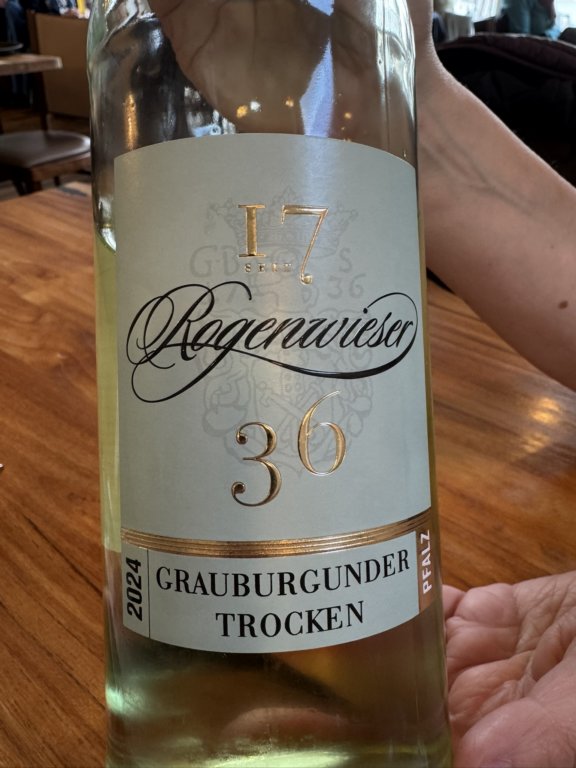 17
SEIT
Rogenwieser
36
2024
GRAUBURGUNDER
TROCKEN
PFALZ